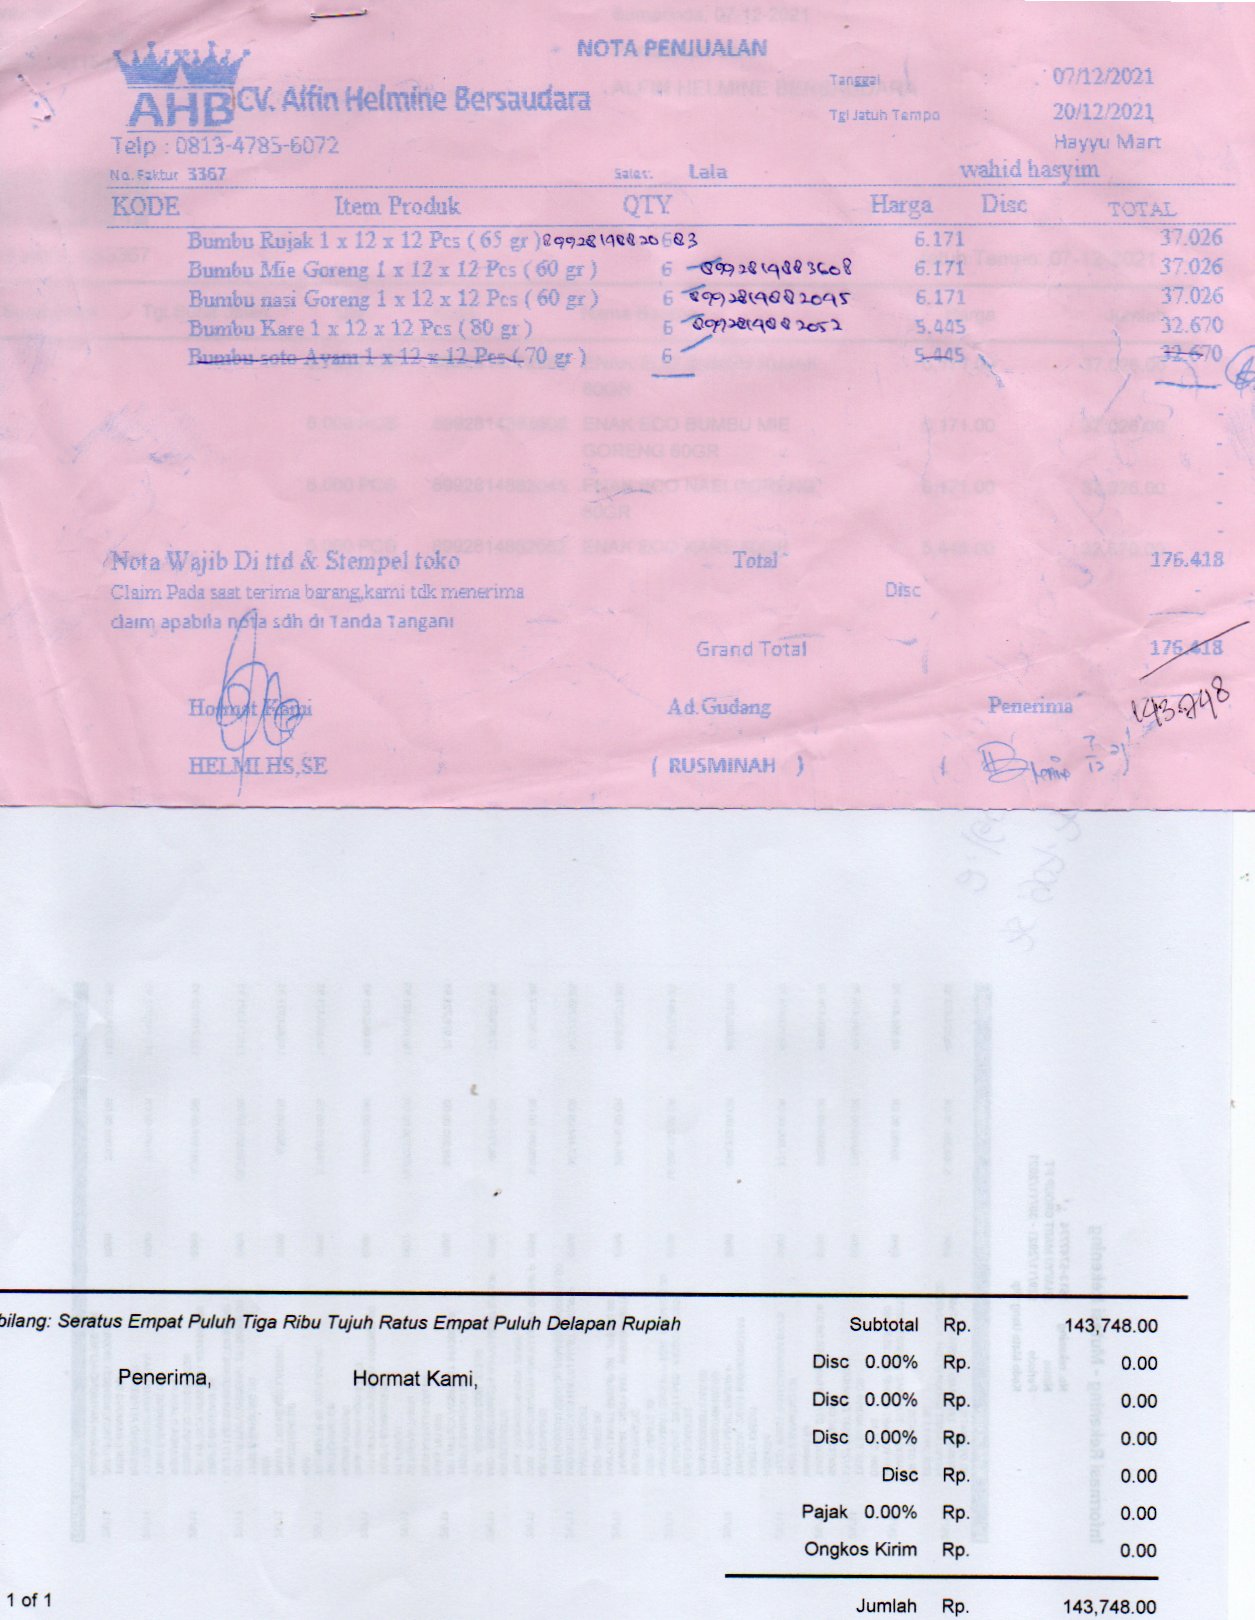 NOTA PENJUALAN
AHB CV. Alfin Helmine Bersaudara
Tanggal 07/12/2021
Tgl Jatuh Tempo 20/12/2021
Telp : 0813-4785-6072 Hayyu Mart
No. Faktur 3367 Sales: Lala wahid hasyim
KODE Item Produk QTY Harga Disc TOTAL
Bumbu Rujak 1 x 12 x 12 Pcs ( 65 gr ) 6 6.171 37.026
Bumbu Mie Goreng 1 x 12 x 12 Pcs ( 60 gr ) 6 6.171 37.026
Bumbu nasi Goreng 1 x 12 x 12 Pcs ( 60 gr ) 6 6.171 37.026
Bumbu Kare 1 x 12 x 12 Pcs ( 80 gr ) 6 5.445 32.670
Bumbu soto Ayam 1 x 12 x 12 Pcs ( 70 gr ) 6 5.445 32.670
ENAK ECO BUMBU MIE 6.171.00
GORENG 60GR
Nota Wajib Di ttd & Stempel toko Total 176.418
Claim Pada saat terima barang,kami tdk menerima Disc
claim apabila nota sdh di Tanda Tangani
Grand Total 176.418
143.748
Hormat Kami Ad.Gudang Penerima
HELMI.HS,SE ( RUSMINAH ) (
bilang: Seratus Empat Puluh Tiga Ribu Tujuh Ratus Empat Puluh Delapan Rupiah
Subtotal Rp. 143,748.00
Disc 0.00% Rp. 0.00
Penerima, Hormat Kami,
Disc 0.00% Rp. 0.00
Disc 0.00% Rp. 0.00
Disc Rp. 0.00
Pajak 0.00% Rp. 0.00
Ongkos Kirim Rp. 0.00
1 of 1 Jumlah Rp. 143,748.00